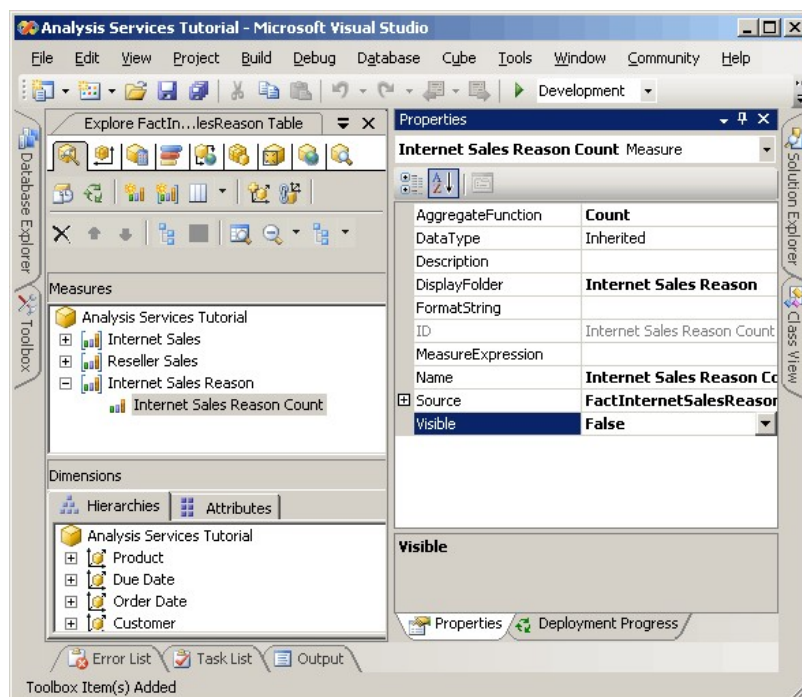 Analysis Services Tutorial - Microsoft Visual Studio
File Edit View Project Build Debug Database Cube Tools Window Community Help
Development
Database Explorer
Toolbox
Explore FactIn...lesReason Table
Measures
Analysis Services Tutorial
Internet Sales
Reseller Sales
Internet Sales Reason
Internet Sales Reason Count
Dimensions
Hierarchies Attributes
Analysis Services Tutorial
Product
Due Date
Order Date
Customer
Properties
Internet Sales Reason Count Measure
AggregateFunction Count
DataType Inherited
Description
DisplayFolder Internet Sales Reason
FormatString
ID Internet Sales Reason Count
MeasureExpression
Name Internet Sales Reason Co
Source FactInternetSalesReason
Visible False
Visible
Properties Deployment Progress
Solution Explorer
Class View
Error List Task List Output
Toolbox Item(s) Added